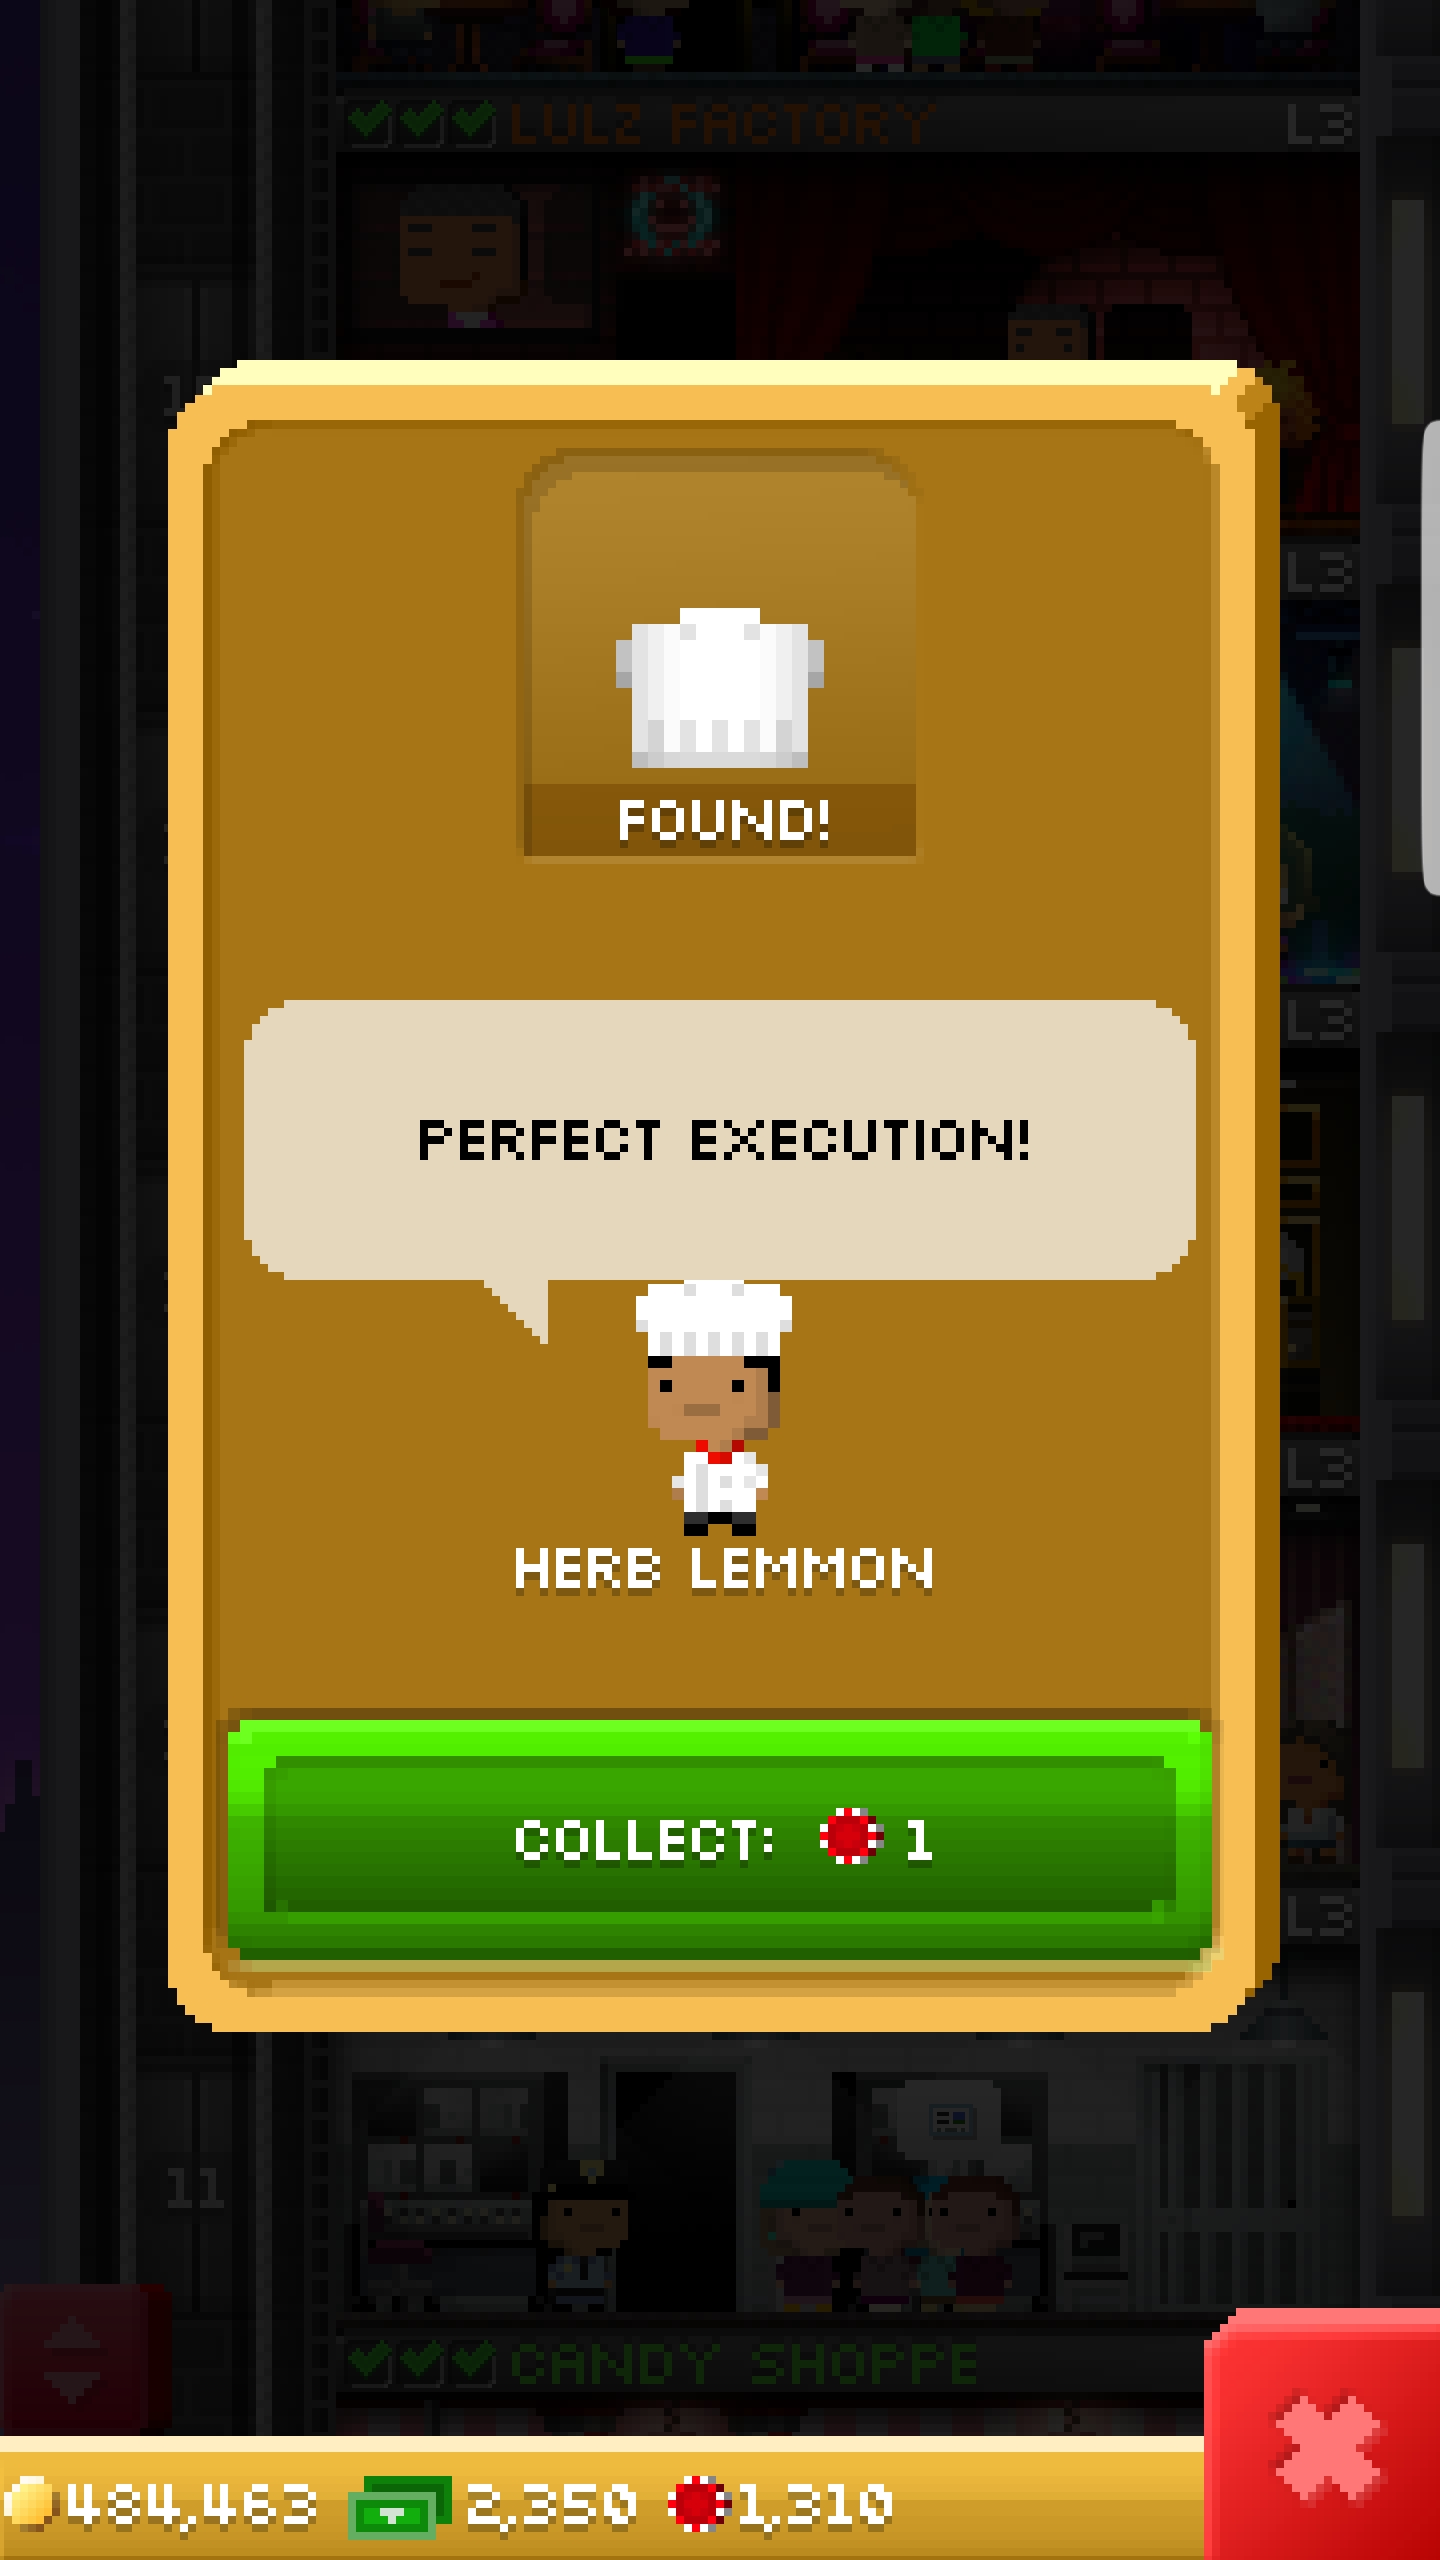 LULZ FACTORY L3
L3
FOUND!
L3
PERFECT EXECUTION!
L3
HERB LEMMON
COLLECT: 1
L3
11
CANDY SHOPPE
484,463 2,350 1,310